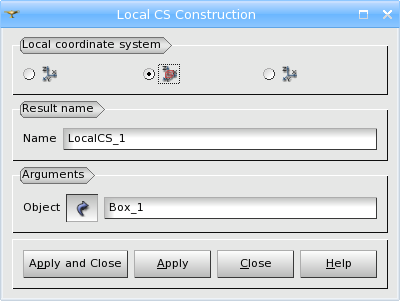 Local CS Construction
Local coordinate system
Result name
Name LocalCS_1
Arguments
Object Box_1
Apply and Close Apply Close Help